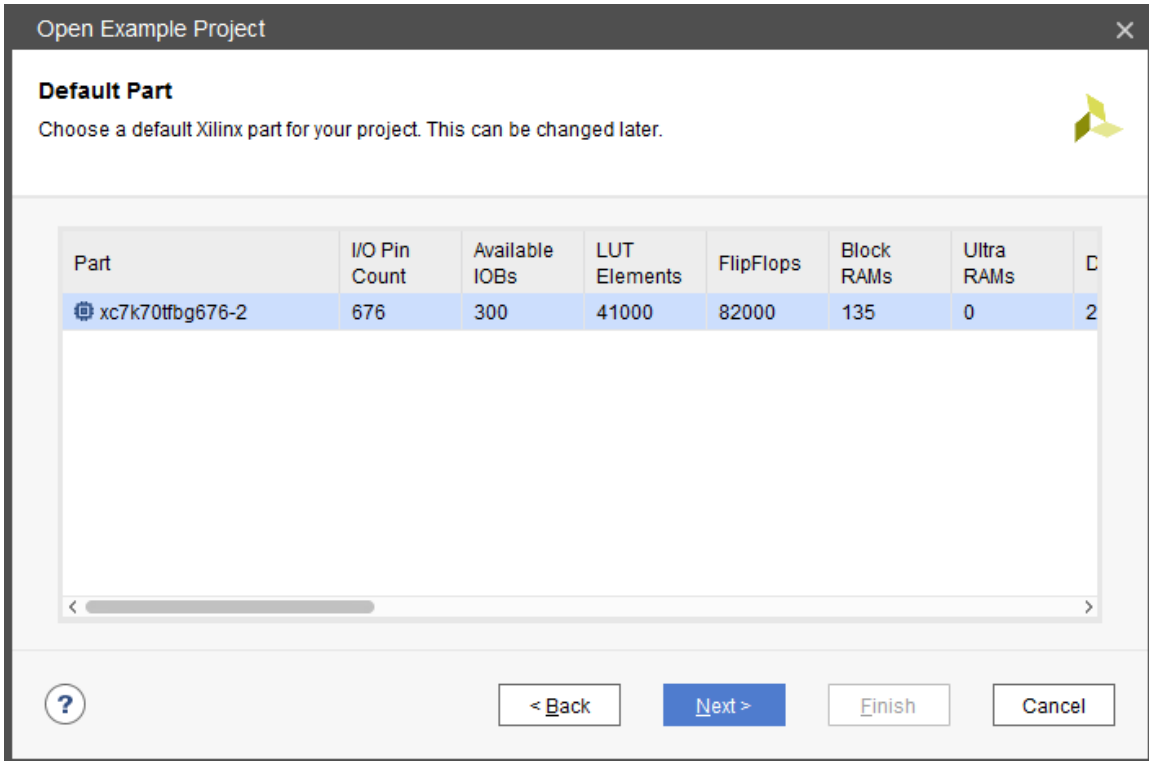 Open Example Project
Default Part
Choose a default Xilinx part for your project. This can be changed later.
Part I/O Pin Count Available IOBs LUT Elements FlipFlops Block RAMs Ultra RAMs D
xc7k70tfbg676-2 676 300 41000 82000 135 0 2
?
< Back Next > Finish Cancel